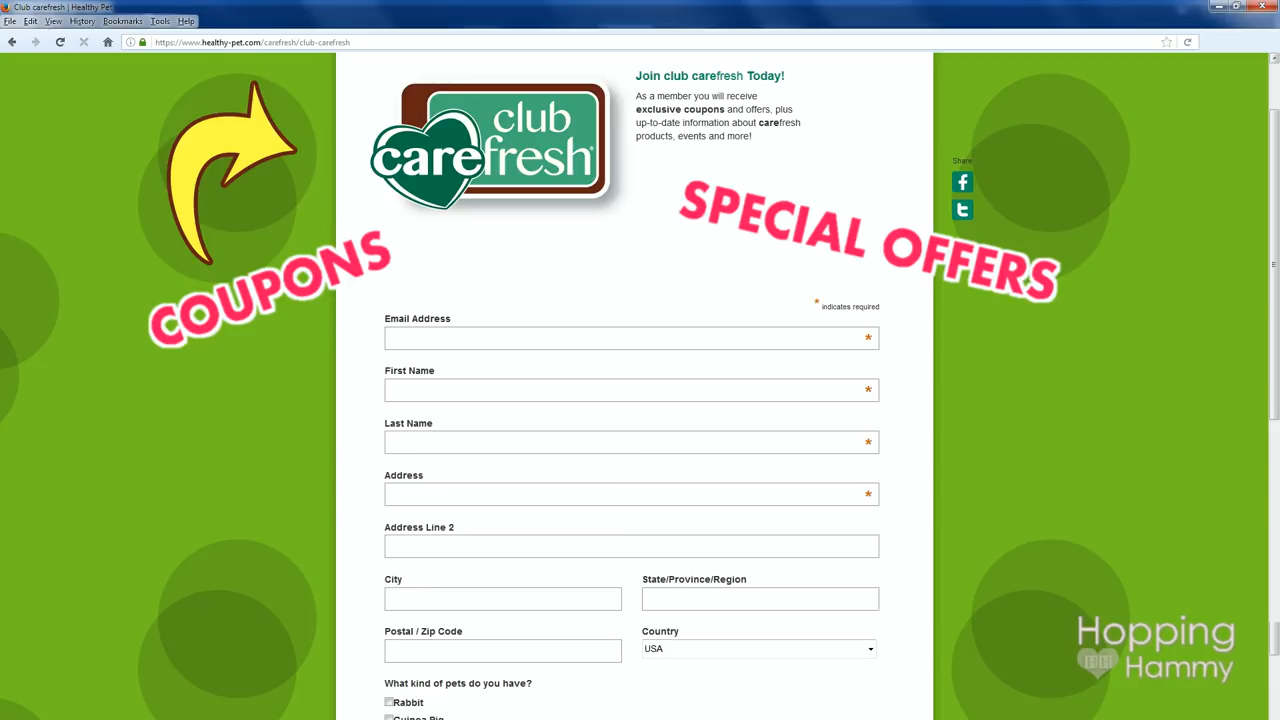 Club carefresh | Healthy Pet
File Edit View History Bookmarks Tools Help
https://www.healthy-pet.com/carefresh/club-carefresh
club
carefresh®
Join club carefresh Today!
As a member you will receive
exclusive coupons and offers, plus
up-to-date information about carefresh
products, events and more!
Share
COUPONS
SPECIAL OFFERS
* indicates required
Email Address
*
First Name
*
Last Name
*
Address
*
Address Line 2
City
State/Province/Region
Postal / Zip Code
Country
USA
What kind of pets do you have?
Rabbit
Guinea Pig
Hopping
HH
Hammy